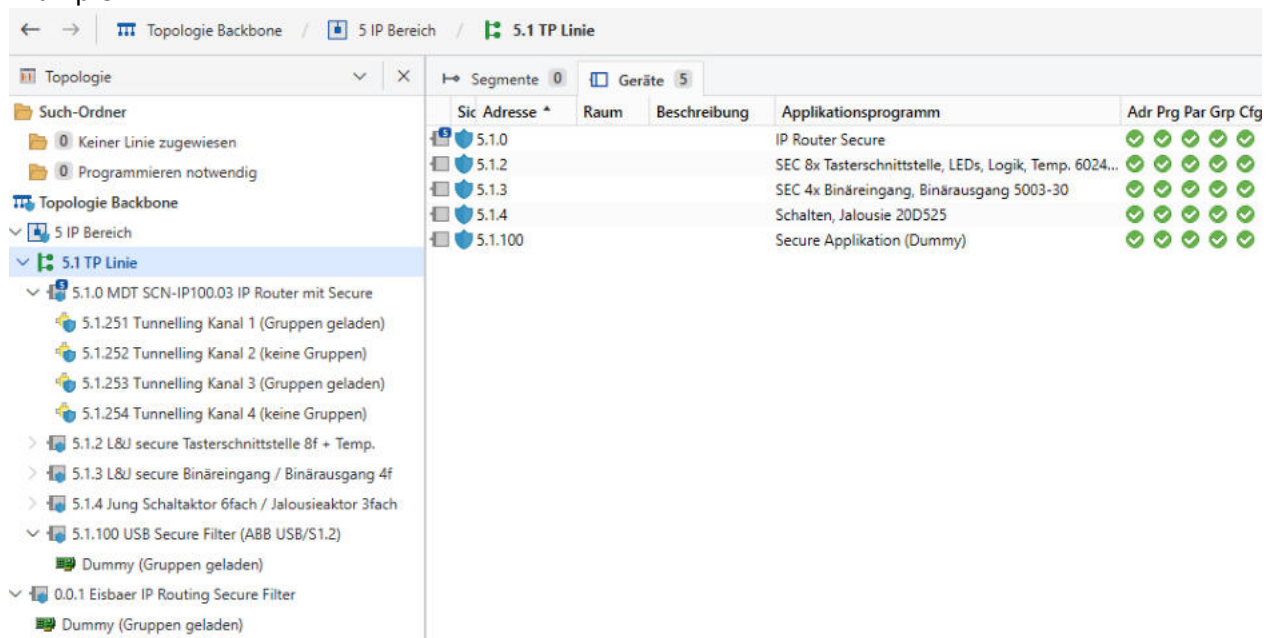 Topologie Backbone / 5 IP Bereich / 5.1 TP Linie
Topologie
Such-Ordner
0 Keiner Linie zugewiesen
0 Programmieren notwendig
Topologie Backbone
5 IP Bereich
5.1 TP Linie
5.1.0 MDT SCN-IP100.03 IP Router mit Secure
5.1.251 Tunnelling Kanal 1 (Gruppen geladen)
5.1.252 Tunnelling Kanal 2 (keine Gruppen)
5.1.253 Tunnelling Kanal 3 (Gruppen geladen)
5.1.254 Tunnelling Kanal 4 (keine Gruppen)
5.1.2 L&J secure Tasterschnittstelle 8f + Temp.
5.1.3 L&J secure Binäreingang / Binärausgang 4f
5.1.4 Jung Schaltaktor 6fach / Jalousieaktor 3fach
5.1.100 USB Secure Filter (ABB USB/S1.2)
Dummy (Gruppen geladen)
0.0.1 Eisbaer IP Routing Secure Filter
Dummy (Gruppen geladen)
Segmente 0 Geräte 5
Sic Adresse Raum Beschreibung Applikationsprogramm Adr Prg Par Grp Cfg
5.1.0 IP Router Secure
5.1.2 SEC 8x Tasterschnittstelle, LEDs, Logik, Temp. 6024...
5.1.3 SEC 4x Binäreingang, Binärausgang 5003-30
5.1.4 Schalten, Jalousie 20D525
5.1.100 Secure Applikation (Dummy)